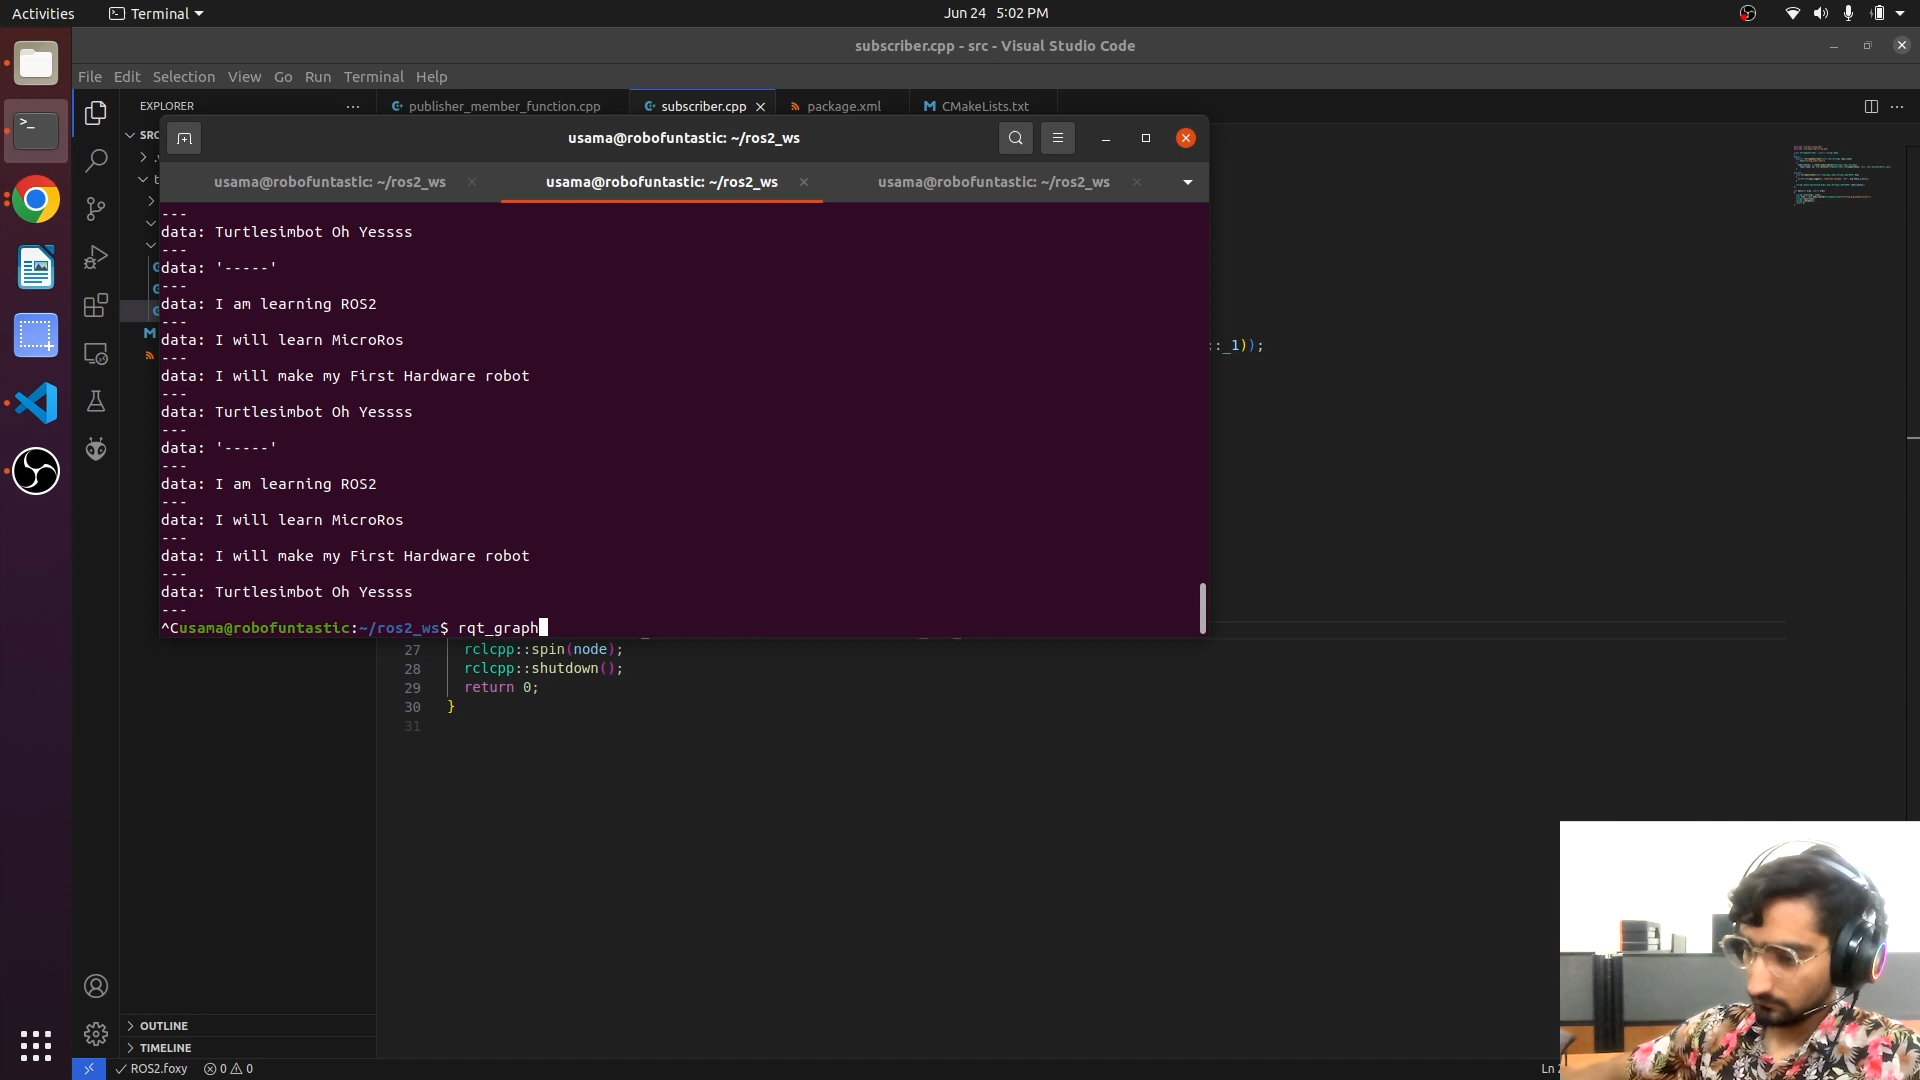 Activities
Terminal
Jun 24 5:02 PM
subscriber.cpp - src - Visual Studio Code
File Edit Selection View Go Run Terminal Help
EXPLORER
publisher_member_function.cpp
subscriber.cpp
package.xml
CMakeLists.txt
usama@robofuntastic: ~/ros2_ws
usama@robofuntastic: ~/ros2_ws
usama@robofuntastic: ~/ros2_ws
usama@robofuntastic: ~/ros2_ws
---
data: Turtlesimbot Oh Yessss
---
data: '-----'
---
data: I am learning ROS2
---
data: I will learn MicroRos
---
data: I will make my First Hardware robot
---
data: Turtlesimbot Oh Yessss
---
data: '-----'
---
data: I am learning ROS2
---
data: I will learn MicroRos
---
data: I will make my First Hardware robot
---
data: Turtlesimbot Oh Yessss
---
^Cusama@robofuntastic:~/ros2_ws$ rqt_graph
::_1));
27 rclcpp::spin(node);
28 rclcpp::shutdown();
29 return 0;
30 }
31
OUTLINE
TIMELINE
ROS2.foxy 0 0